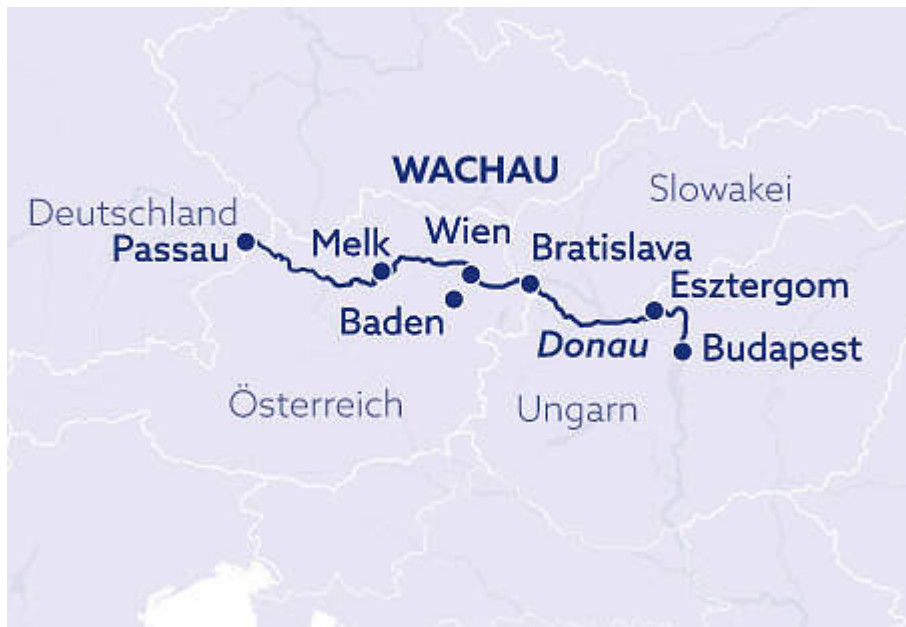 WACHAU
Slowakei
Deutschland
Passau
Melk
Wien
Bratislava
Baden
Esztergom
Donau
Budapest
Österreich
Ungarn